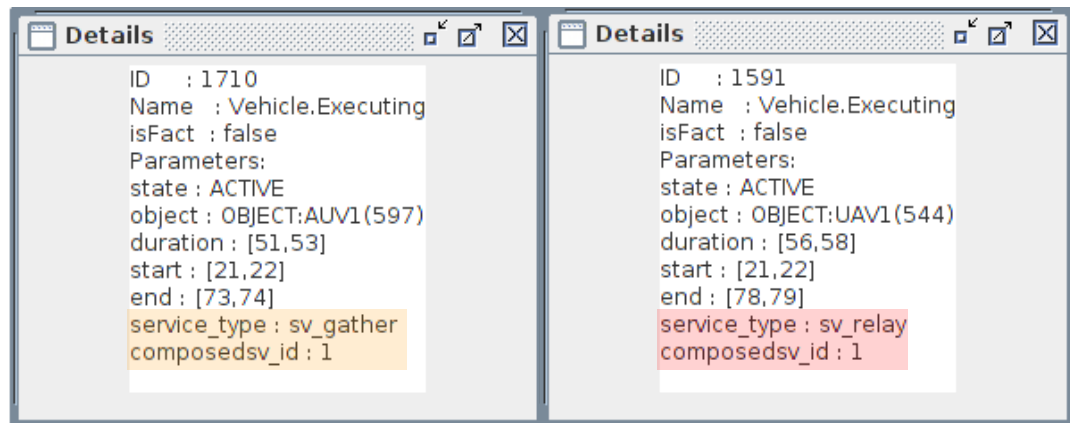 Details
ID : 1710
Name : Vehicle.Executing
isFact : false
Parameters:
state : ACTIVE
object : OBJECT:AUV1(597)
duration : [51,53]
start : [21,22]
end : [73,74]
service_type : sv_gather
composedsv_id : 1
Details
ID : 1591
Name : Vehicle.Executing
isFact : false
Parameters:
state : ACTIVE
object : OBJECT:UAV1(544)
duration : [56,58]
start : [21,22]
end : [78,79]
service_type : sv_relay
composedsv_id : 1